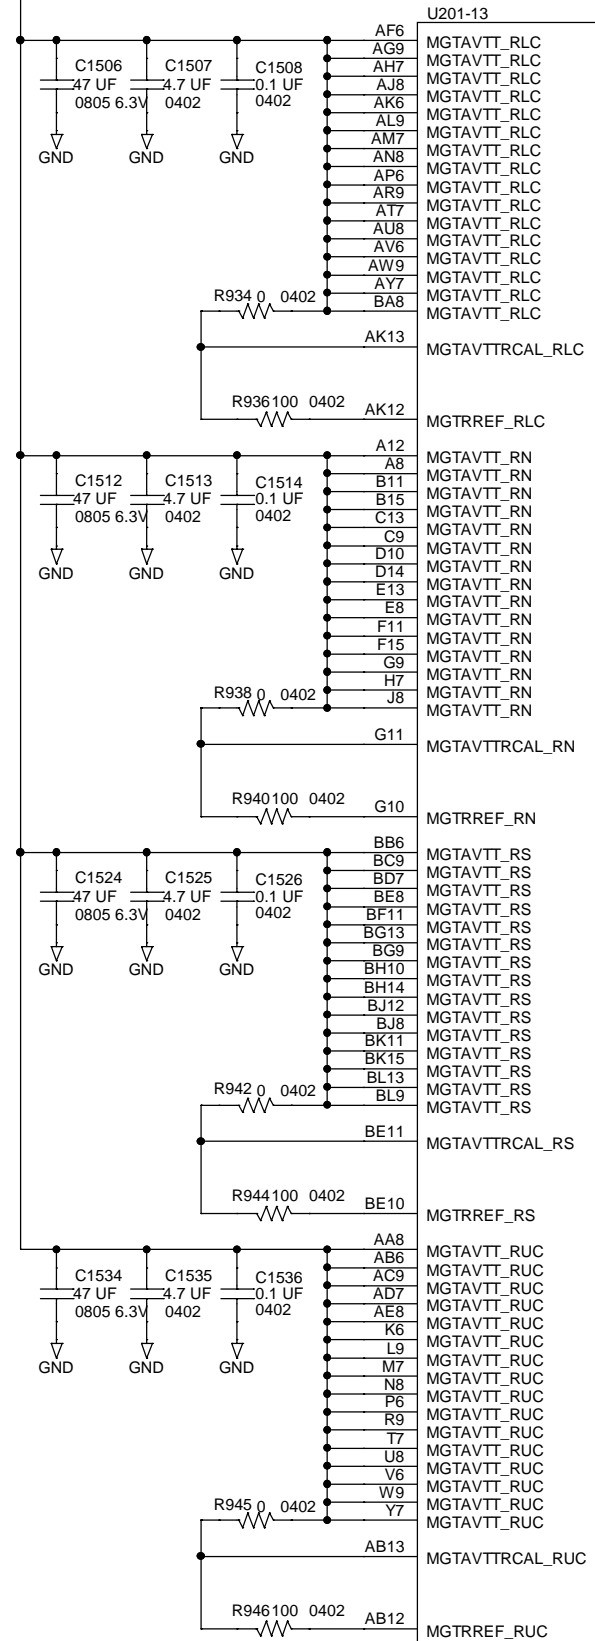 U201-13
AF6 MGTAVTT_RLC
AG9 MGTAVTT_RLC
AH7 MGTAVTT_RLC
AJ8 MGTAVTT_RLC
AK6 MGTAVTT_RLC
AL9 MGTAVTT_RLC
AM7 MGTAVTT_RLC
AN8 MGTAVTT_RLC
AP6 MGTAVTT_RLC
AR9 MGTAVTT_RLC
AT7 MGTAVTT_RLC
AU8 MGTAVTT_RLC
AV6 MGTAVTT_RLC
AW9 MGTAVTT_RLC
AY7 MGTAVTT_RLC
BA8 MGTAVTT_RLC
C1506 C1507 C1508
47 UF 4.7 UF 0.1 UF
0805 6.3V 0402 0402
GND GND GND
R934 0 0402
AK13 MGTAVTTRCAL_RLC
R936 100 0402 AK12 MGTRREF_RLC
A12 MGTAVTT_RN
A8 MGTAVTT_RN
B11 MGTAVTT_RN
B15 MGTAVTT_RN
C13 MGTAVTT_RN
C9 MGTAVTT_RN
D10 MGTAVTT_RN
D14 MGTAVTT_RN
E13 MGTAVTT_RN
E8 MGTAVTT_RN
F11 MGTAVTT_RN
F15 MGTAVTT_RN
G9 MGTAVTT_RN
H7 MGTAVTT_RN
J8 MGTAVTT_RN
C1512 C1513 C1514
47 UF 4.7 UF 0.1 UF
0805 6.3V 0402 0402
GND GND GND
R938 0 0402
G11 MGTAVTTRCAL_RN
R940 100 0402 G10 MGTRREF_RN
BB6 MGTAVTT_RS
BC9 MGTAVTT_RS
BD7 MGTAVTT_RS
BE8 MGTAVTT_RS
BF11 MGTAVTT_RS
BG13 MGTAVTT_RS
BG9 MGTAVTT_RS
BH10 MGTAVTT_RS
BH14 MGTAVTT_RS
BJ12 MGTAVTT_RS
BJ8 MGTAVTT_RS
BK11 MGTAVTT_RS
BK15 MGTAVTT_RS
BL13 MGTAVTT_RS
BL9 MGTAVTT_RS
C1524 C1525 C1526
47 UF 4.7 UF 0.1 UF
0805 6.3V 0402 0402
GND GND GND
R942 0 0402
BE11 MGTAVTTRCAL_RS
R944 100 0402 BE10 MGTRREF_RS
AA8 MGTAVTT_RUC
AB6 MGTAVTT_RUC
AC9 MGTAVTT_RUC
AD7 MGTAVTT_RUC
AE8 MGTAVTT_RUC
K6 MGTAVTT_RUC
L9 MGTAVTT_RUC
M7 MGTAVTT_RUC
N8 MGTAVTT_RUC
P6 MGTAVTT_RUC
R9 MGTAVTT_RUC
T7 MGTAVTT_RUC
U8 MGTAVTT_RUC
V6 MGTAVTT_RUC
W9 MGTAVTT_RUC
Y7 MGTAVTT_RUC
C1534 C1535 C1536
47 UF 4.7 UF 0.1 UF
0805 6.3V 0402 0402
GND GND GND
R945 0 0402
AB13 MGTAVTTRCAL_RUC
R946 100 0402 AB12 MGTRREF_RUC